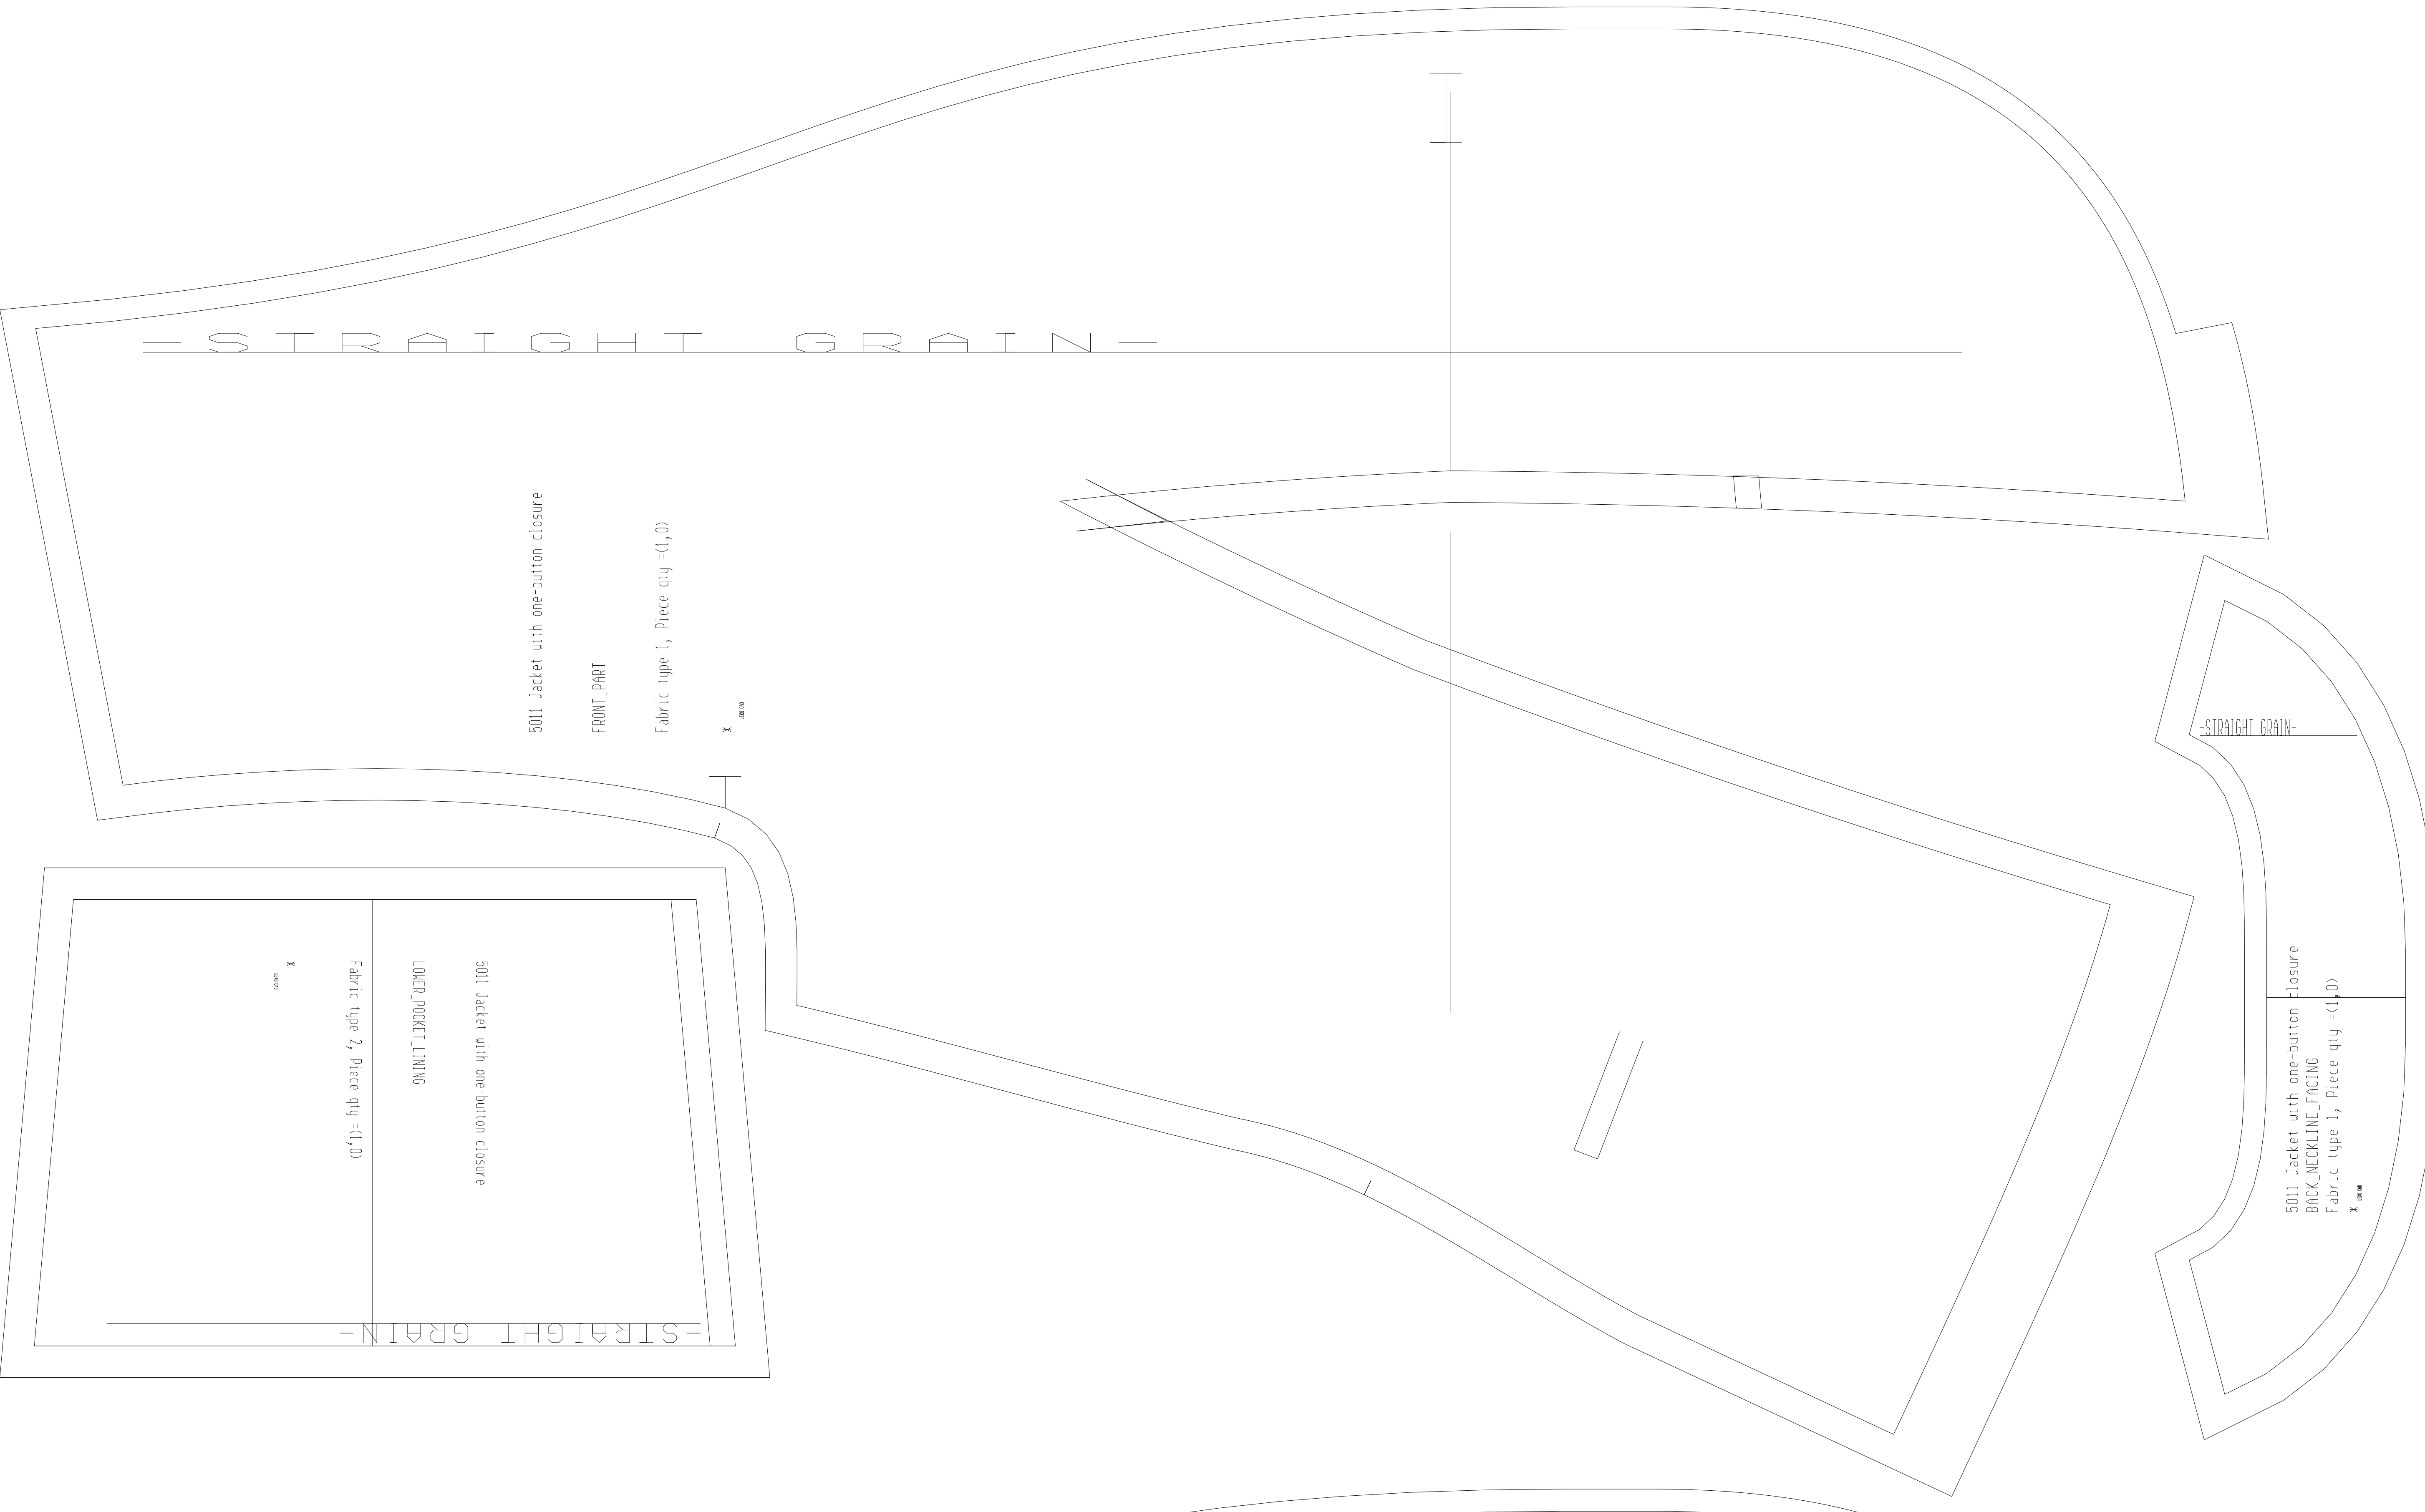 -STRAIGHT GRAIN-
5011 Jacket with one-button closure
FRONT_PART
Fabric type 1, Piece qty =(1,0)
-STRAIGHT GRAIN-
5011 Jacket with one-button closure
BACK_NECKLINE_FACING
Fabric type 1, Piece qty =(1,0)
5011 Jacket with one-button closure
LOWER_POCKET_LINING
Fabric type 2, Piece qty =(1,0)
-STRAIGHT GRAIN-